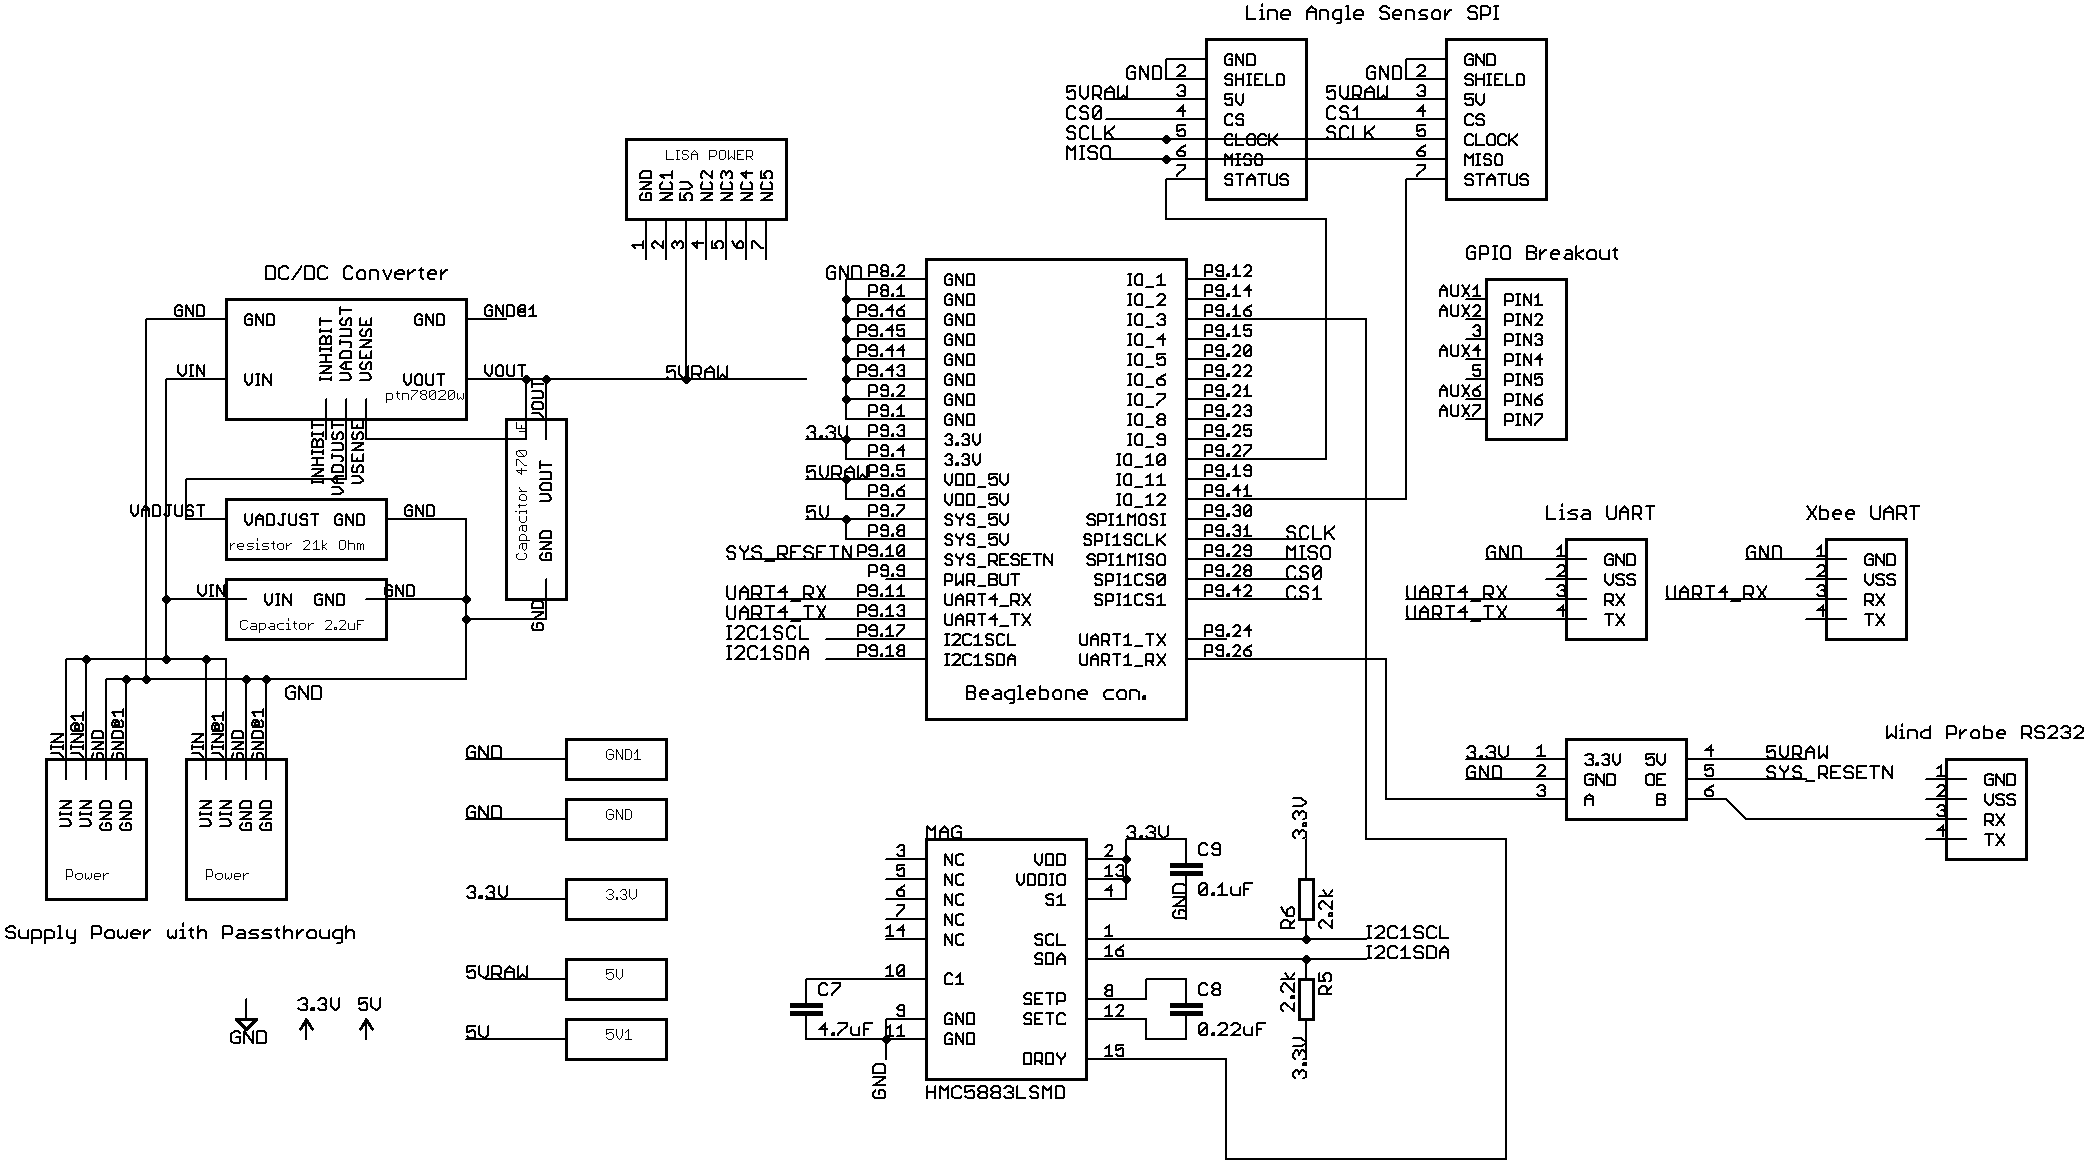 Line Angle Sensor SPI
GND 2
5VRAW 3
CS0 4
SCLK 5
MISO 6
7
GND
SHIELD
5V
CS
CLOCK
MISO
STATUS
GND 2
5VRAW 3
CS1 4
SCLK 5
6
7
GND
SHIELD
5V
CS
CLOCK
MISO
STATUS
LISA POWER
GND NC1 5V NC2 NC3 NC4 NC5
1 2 3 4 5 6 7
DC/DC Converter
GND GND GND GND@1
VIN VIN VOUT VOUT
INHIBIT VADJUST VSENSE
ptn78020w
INHIBIT VADJUST VSENSE
5VRAW
VOUT
Capacitor 470 uF
GND VOUT
GND
VADJUST VADJUST GND GND
resistor 21k Ohm
VIN VIN GND GND
Capacitor 2.2uF
GND
VIN VIN@1 GND GND@1
VIN VIN GND GND
Power
VIN VIN@1 GND GND@1
VIN VIN GND GND
Power
Supply Power with Passthrough
GND
3.3V
5V
GND GND1
GND GND
3.3V 3.3V
5VRAW 5V
5V 5V1
GND P8.2 GND IO_1 P9.12
P8.1 GND IO_2 P9.14
P9.46 GND IO_3 P9.16
P9.45 GND IO_4 P9.15
P9.44 GND IO_5 P9.20
P9.43 GND IO_6 P9.22
P9.2 GND IO_7 P9.21
P9.1 GND IO_8 P9.23
3.3V P9.3 3.3V IO_9 P9.25
P9.4 3.3V IO_10 P9.27
5VRAW P9.5 VDD_5V IO_11 P9.19
P9.6 VDD_5V IO_12 P9.41
5V P9.7 SYS_5V SPI1MOSI P9.30
P9.8 SYS_5V SPI1SCLK P9.31 SCLK
SYS_RESETN P9.10 SYS_RESETN SPI1MISO P9.29 MISO
P9.9 PWR_BUT SPI1CS0 P9.28 CS0
UART4_RX P9.11 UART4_RX SPI1CS1 P9.42 CS1
UART4_TX P9.13 UART4_TX
I2C1SCL P9.17 I2C1SCL UART1_TX P9.24
I2C1SDA P9.18 I2C1SDA UART1_RX P9.26
Beaglebone con.
GPIO Breakout
AUX1 PIN1
AUX2 PIN2
3 PIN3
AUX4 PIN4
5 PIN5
AUX6 PIN6
AUX7 PIN7
Lisa UART
GND 1 GND
2 VSS
UART4_RX 3 RX
UART4_TX 4 TX
Xbee UART
GND 1 GND
2 VSS
UART4_RX 3 RX
4 TX
3.3V 1 3.3V 5V 4 5VRAW
GND 2 GND OE 5 SYS_RESETN
3 A B 6
Wind Probe RS232
1 GND
2 VSS
3 RX
4 TX
MAG
3 NC VDD 2
5 NC VDDIO 13
6 NC S1 4
7 NC
14 NC SCL 1
SDA 16
10 C1
SETP 8
9 GND SETC 12
11 GND
DRDY 15
HMC5883LSMD
C7
4.7uF
GND
3.3V
C9
0.1uF
GND
C8
0.22uF
3.3V
R6
2.2k
I2C1SCL
I2C1SDA
2.2k
R5
3.3V